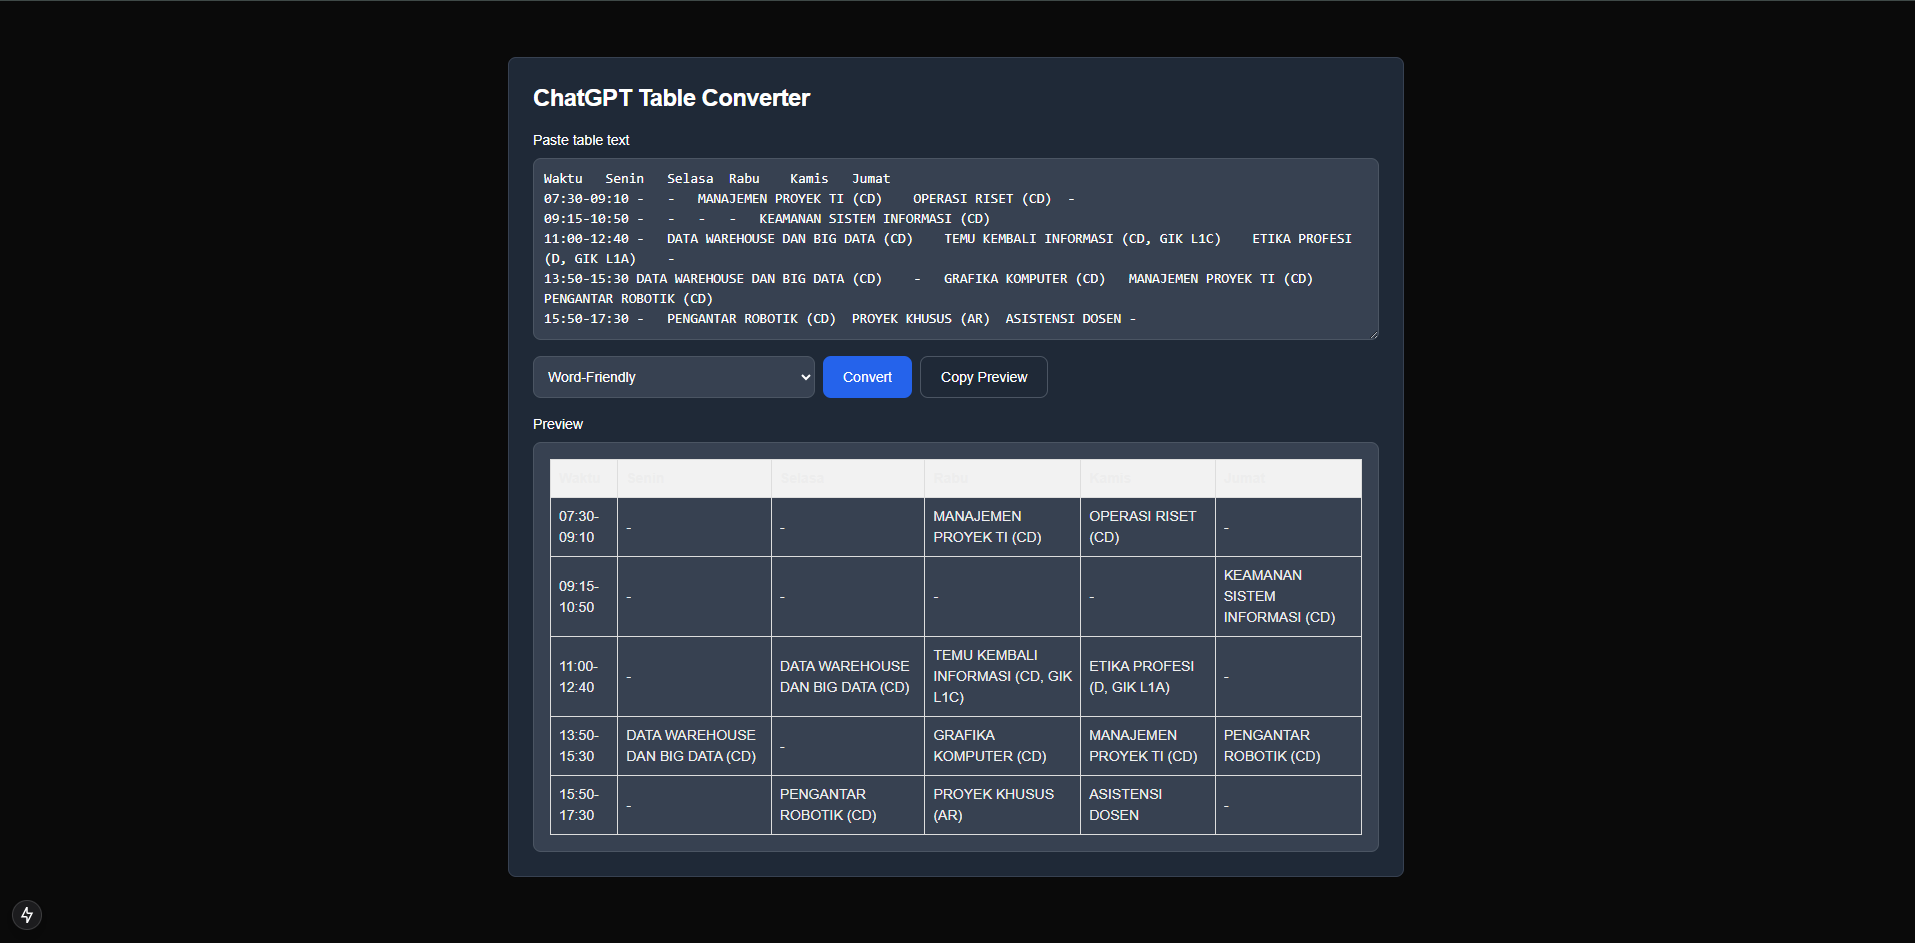 ChatGPT Table Converter
Paste table text
Waktu Senin Selasa Rabu Kamis Jumat
07:30-09:10 - - MANAJEMEN PROYEK TI (CD) OPERASI RISET (CD) -
09:15-10:50 - - - - KEAMANAN SISTEM INFORMASI (CD)
11:00-12:40 - DATA WAREHOUSE DAN BIG DATA (CD) TEMU KEMBALI INFORMASI (CD, GIK L1C) ETIKA PROFESI
(D, GIK L1A) -
13:50-15:30 DATA WAREHOUSE DAN BIG DATA (CD) - GRAFIKA KOMPUTER (CD) MANAJEMEN PROYEK TI (CD)
PENGANTAR ROBOTIK (CD)
15:50-17:30 - PENGANTAR ROBOTIK (CD) PROYEK KHUSUS (AR) ASISTENSI DOSEN -
Word-Friendly
Convert
Copy Preview
Preview
Waktu Senin Selasa Rabu Kamis Jumat
07:30-
09:10
-
-
MANAJEMEN
PROYEK TI (CD)
OPERASI RISET
(CD)
-
09:15-
10:50
-
-
-
-
KEAMANAN
SISTEM
INFORMASI (CD)
11:00-
12:40
-
DATA WAREHOUSE
DAN BIG DATA (CD)
TEMU KEMBALI
INFORMASI (CD, GIK
L1C)
ETIKA PROFESI
(D, GIK L1A)
-
13:50-
15:30
DATA WAREHOUSE
DAN BIG DATA (CD)
-
GRAFIKA
KOMPUTER (CD)
MANAJEMEN
PROYEK TI (CD)
PENGANTAR
ROBOTIK (CD)
15:50-
17:30
-
PENGANTAR
ROBOTIK (CD)
PROYEK KHUSUS
(AR)
ASISTENSI
DOSEN
-